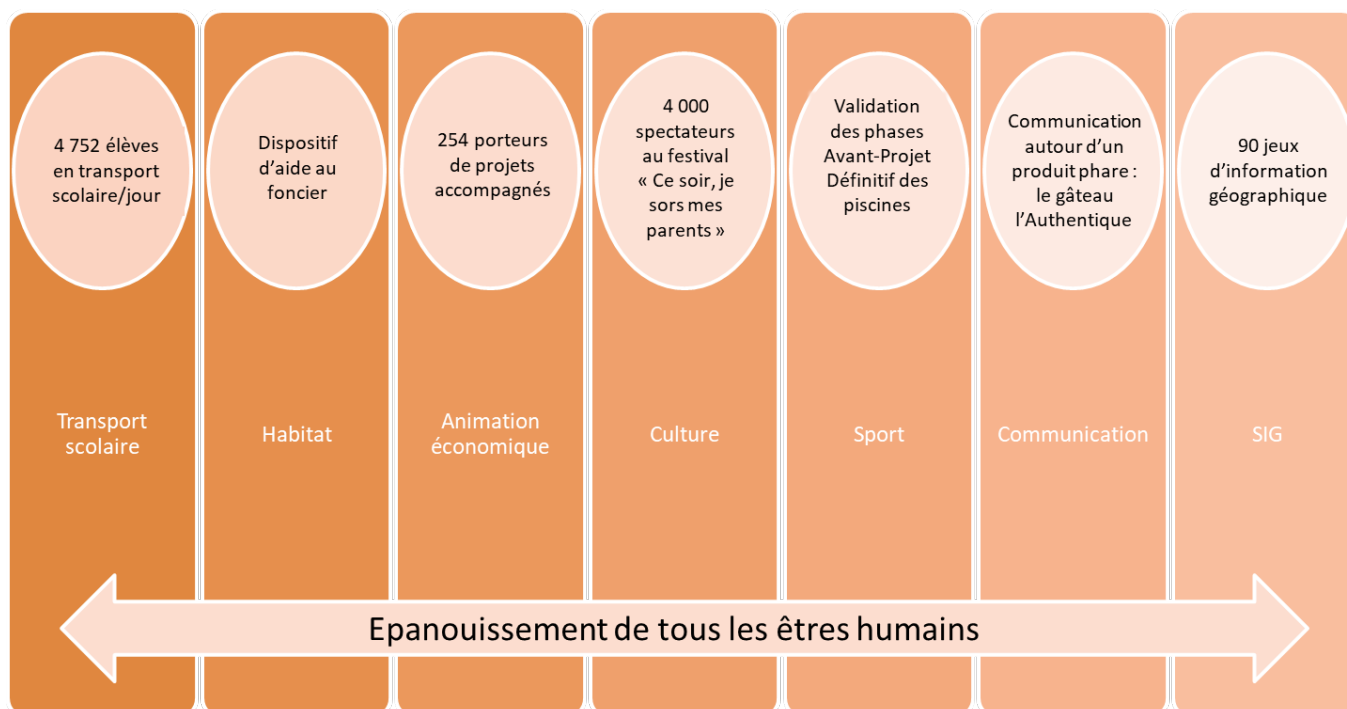 4 752 élèves
en transport
scolaire/jour
Dispositif
d’aide au
foncier
254 porteurs
de projets
accompagnés
4 000
spectateurs
au festival
« Ce soir, je
sors mes
parents »
Validation
des phases
Avant-Projet
Définitif des
piscines
Communication
autour d’un
produit phare :
le gâteau
l’Authentique
90 jeux
d’information
géographique
Transport
scolaire
Habitat
Animation
économique
Culture
Sport
Communication
SIG
Epanouissement de tous les êtres humains